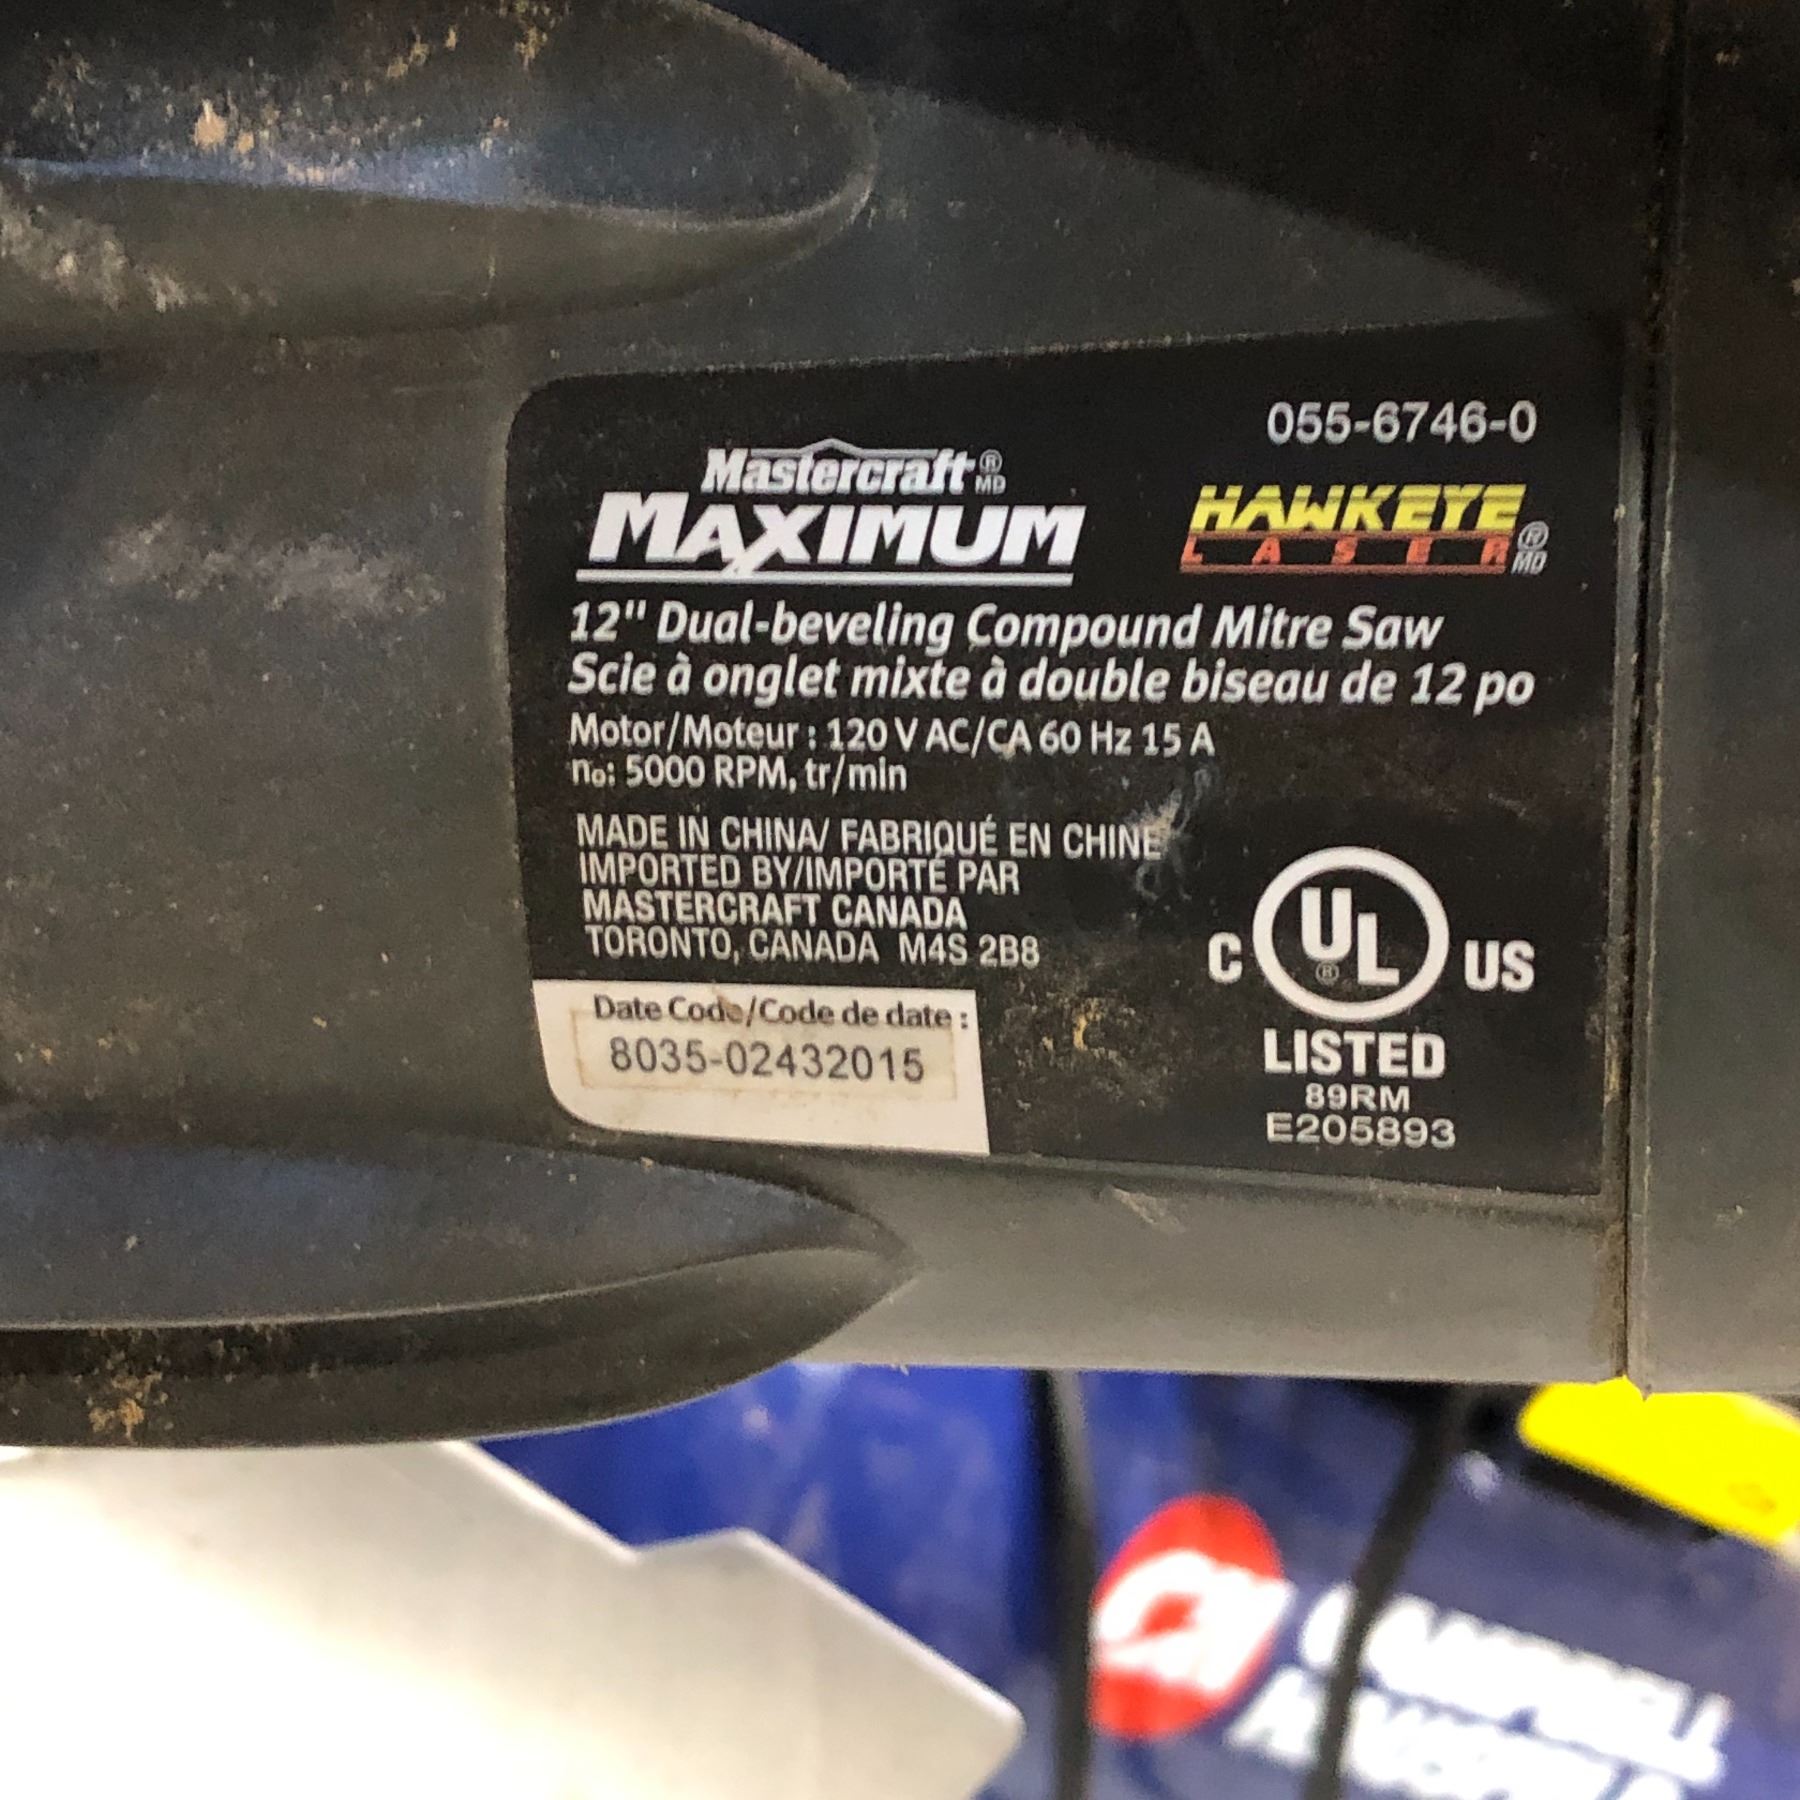 055-6746-0
Mastercraft® MD
MAXIMUM
HAWKEYE
LASER ® MD
12" Dual-beveling Compound Mitre Saw
Scie à onglet mixte à double biseau de 12 po
Motor/Moteur : 120 V AC/CA 60 Hz 15 A
no: 5000 RPM, tr/min
MADE IN CHINA/ FABRIQUÉ EN CHINE
IMPORTED BY/IMPORTÉ PAR
MASTERCRAFT CANADA
TORONTO, CANADA M4S 2B8
Date Code/Code de date :
8035-02432015
C UL® US
LISTED
89RM
E205893
CAMPBELL